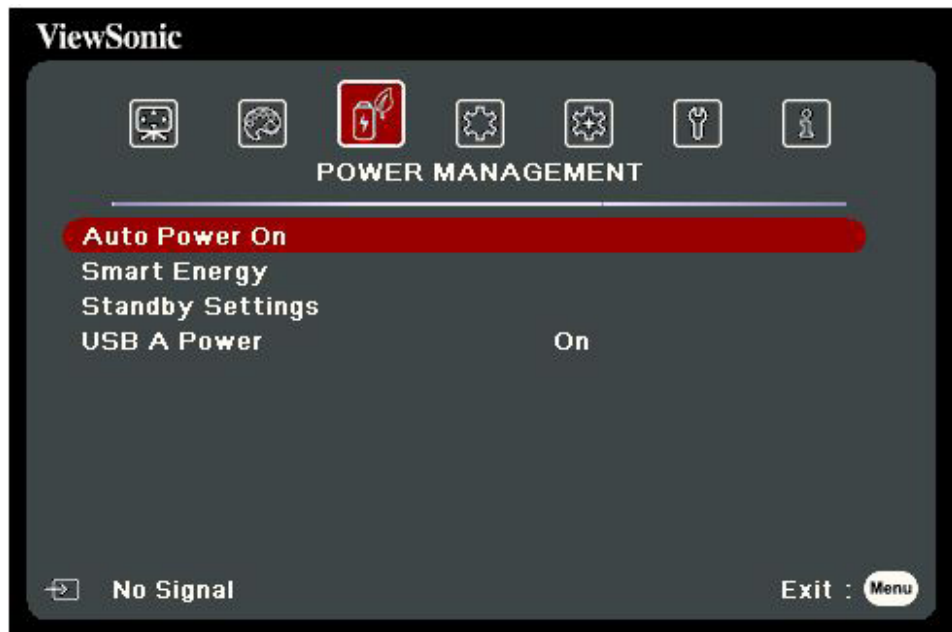 ViewSonic
POWER MANAGEMENT
Auto Power On
Smart Energy
Standby Settings
USB A Power On
No Signal Exit : Menu